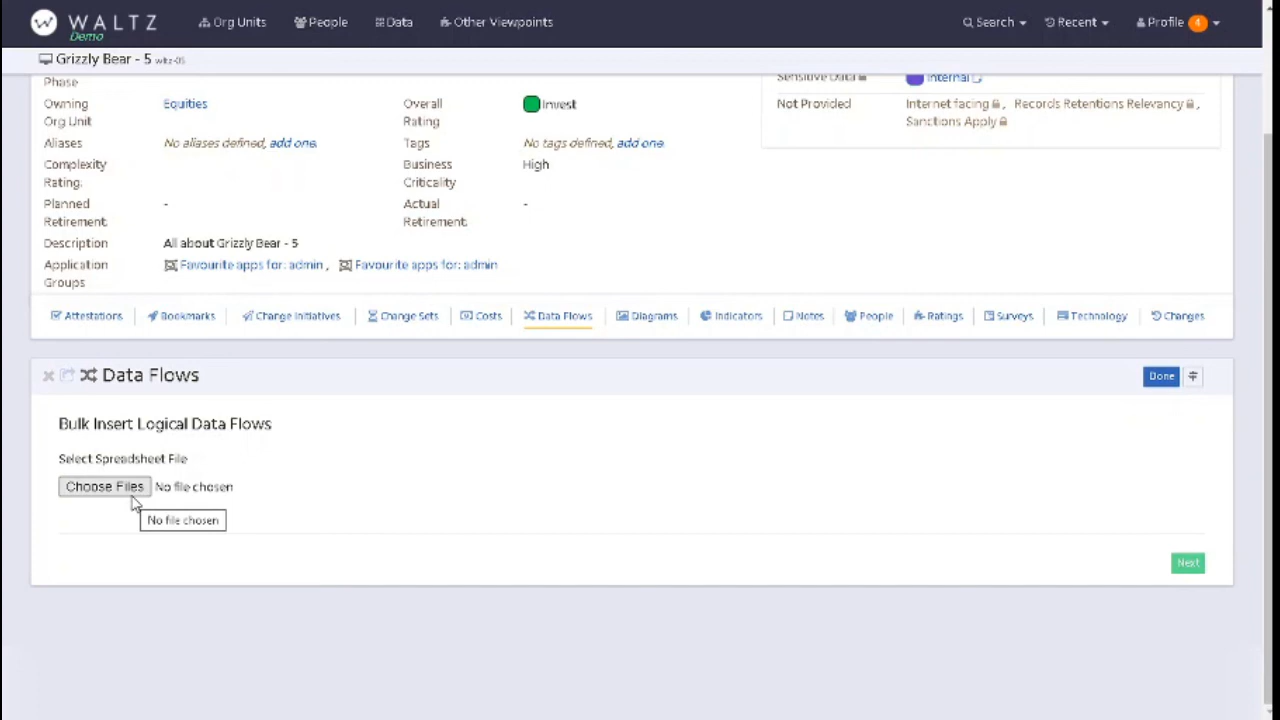 WALTZ
Demo
Org Units
People
Data
Other Viewpoints
Search
Recent
Profile 4
Grizzly Bear - 5 wltz-05
Phase
Owning Org Unit
Equities
Overall Rating
Invest
Aliases
No aliases defined, add one.
Tags
No tags defined, add one.
Complexity Rating
High
Business Criticality
Planned Retirement
-
Actual Retirement
-
Description
All about Grizzly Bear - 5
Application Groups
Favourite apps for: admin , Favourite apps for: admin
Sensitive Data
Internal
Not Provided
Internet facing , Records Retentions Relevancy ,
Sanctions Apply
Attestations
Bookmarks
Change Initiatives
Change Sets
Costs
Data Flows
Diagrams
Indicators
Notes
People
Ratings
Surveys
Technology
Changes
Data Flows
Done
Bulk Insert Logical Data Flows
Select Spreadsheet File
Choose Files No file chosen
No file chosen
Next